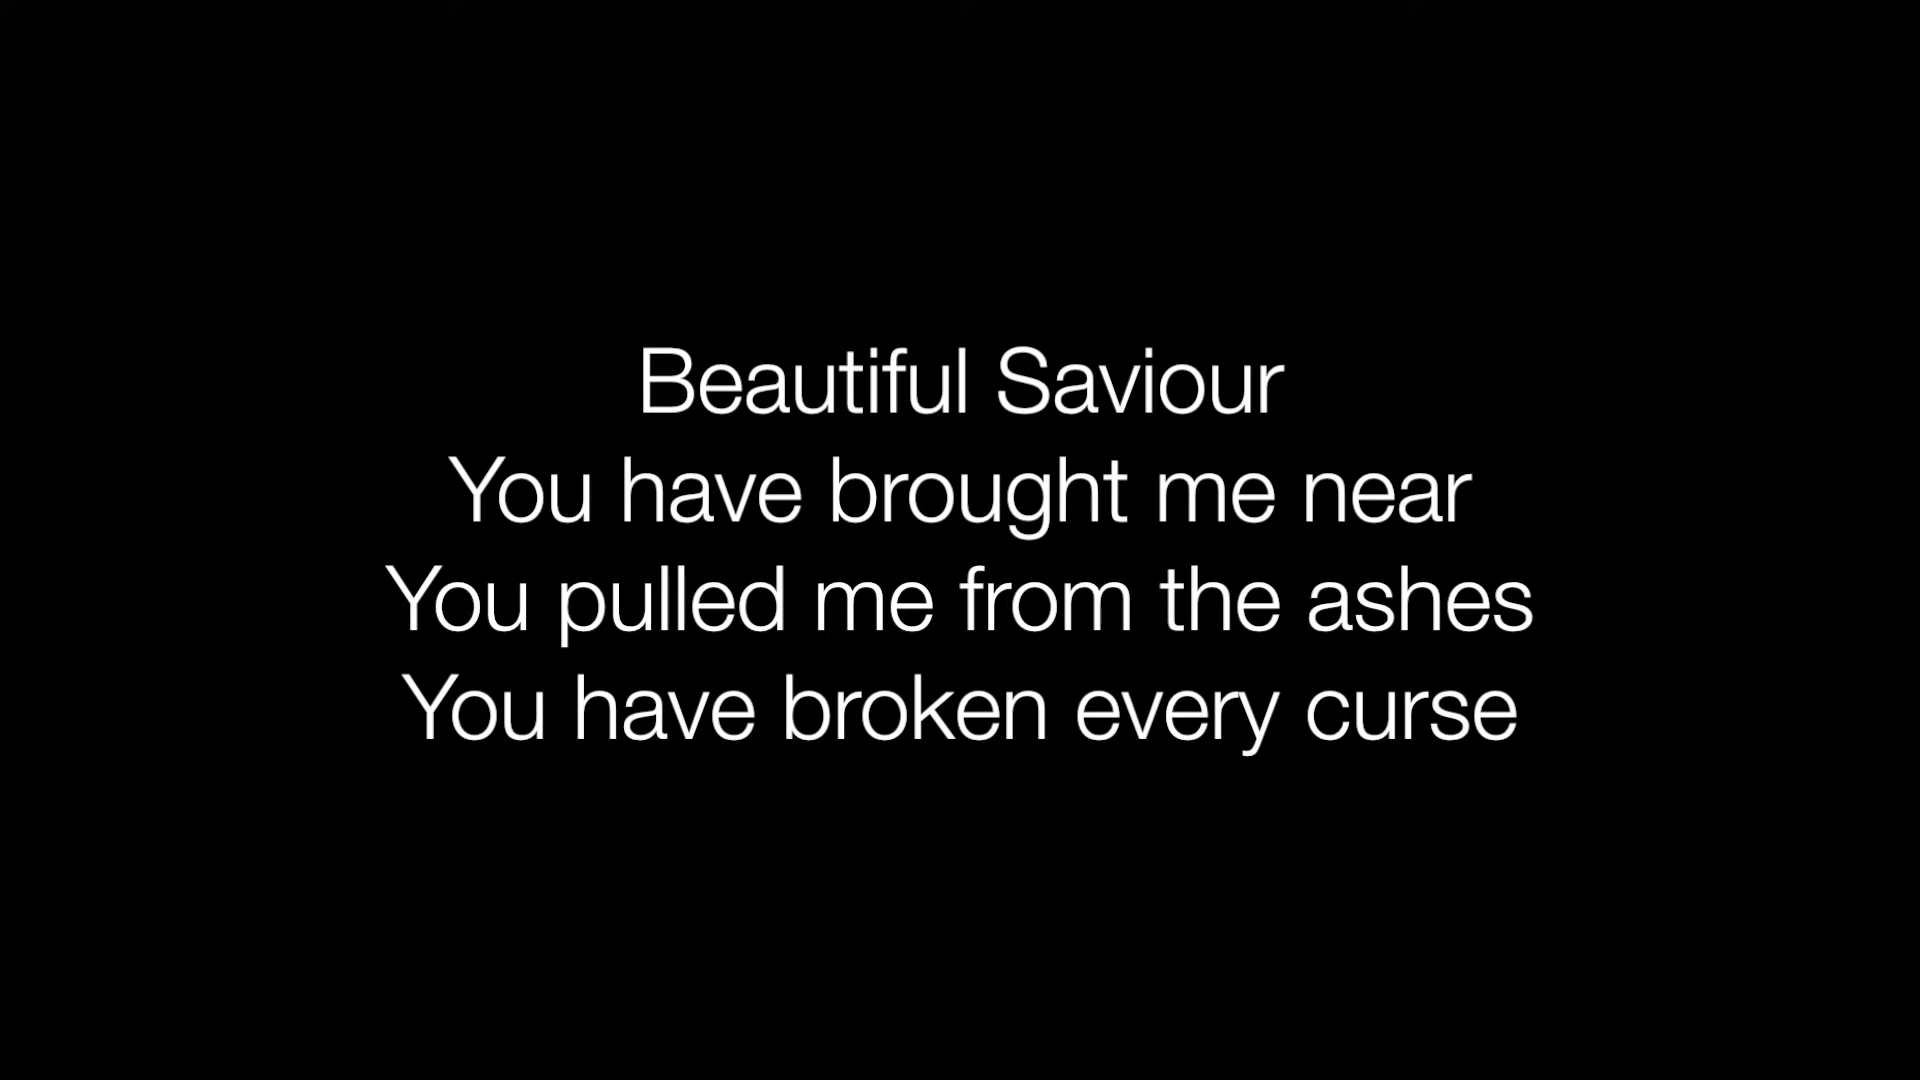 Beautiful Saviour
You have brought me near
You pulled me from the ashes
You have broken every curse